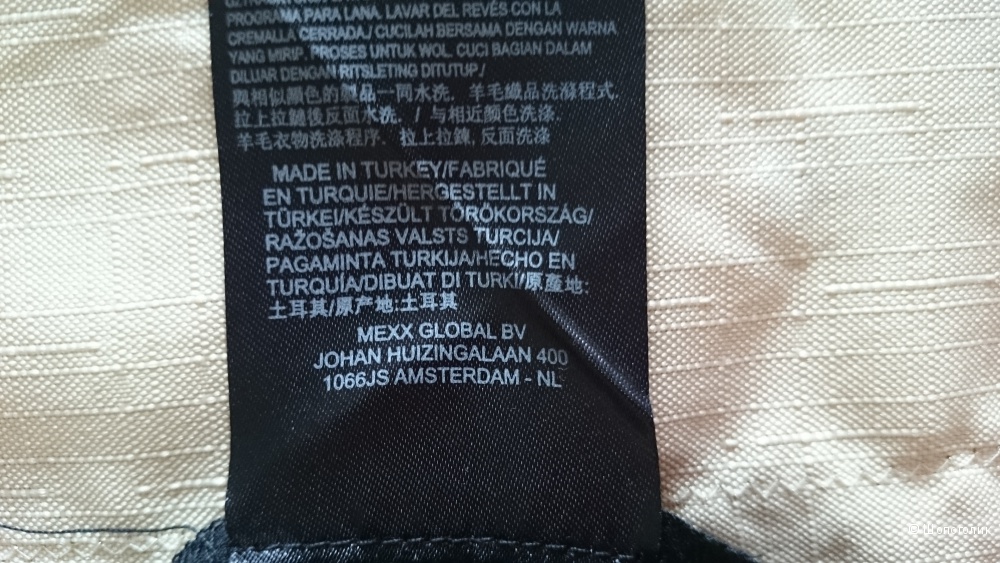 PROGRAMA PARA LANA. LAVAR DEL REVÉS CON LA
CREMALLA CERRADA./ CUCILAH BERSAMA DENGAN WARNA
YANG MIRIP. PROSES UNTUK WOL. CUCI BAGIAN DALAM
DILUAR DENGAN RITSLETING DITUTUP./
與相似顏色的製品一同水洗. 羊毛織品洗滌程式.
拉上拉鏈後反面水洗. / 与相近颜色洗涤.
羊毛衣物洗涤程序. 拉上拉鍊, 反面洗涤
MADE IN TURKEY/FABRIQUÉ
EN TURQUIE/HERGESTELLT IN
TÜRKEI/KÉSZÜLT TÖRÖKORSZÁG/
RAŽOŠANAS VALSTS TURCIJA/
PAGAMINTA TURKIJA/HECHO EN
TURQUÍA/DIBUAT DI TURKI/原產地:
土耳其/原产地:土耳其
MEXX GLOBAL BV
JOHAN HUIZINGALAAN 400
1066JS AMSTERDAM - NL